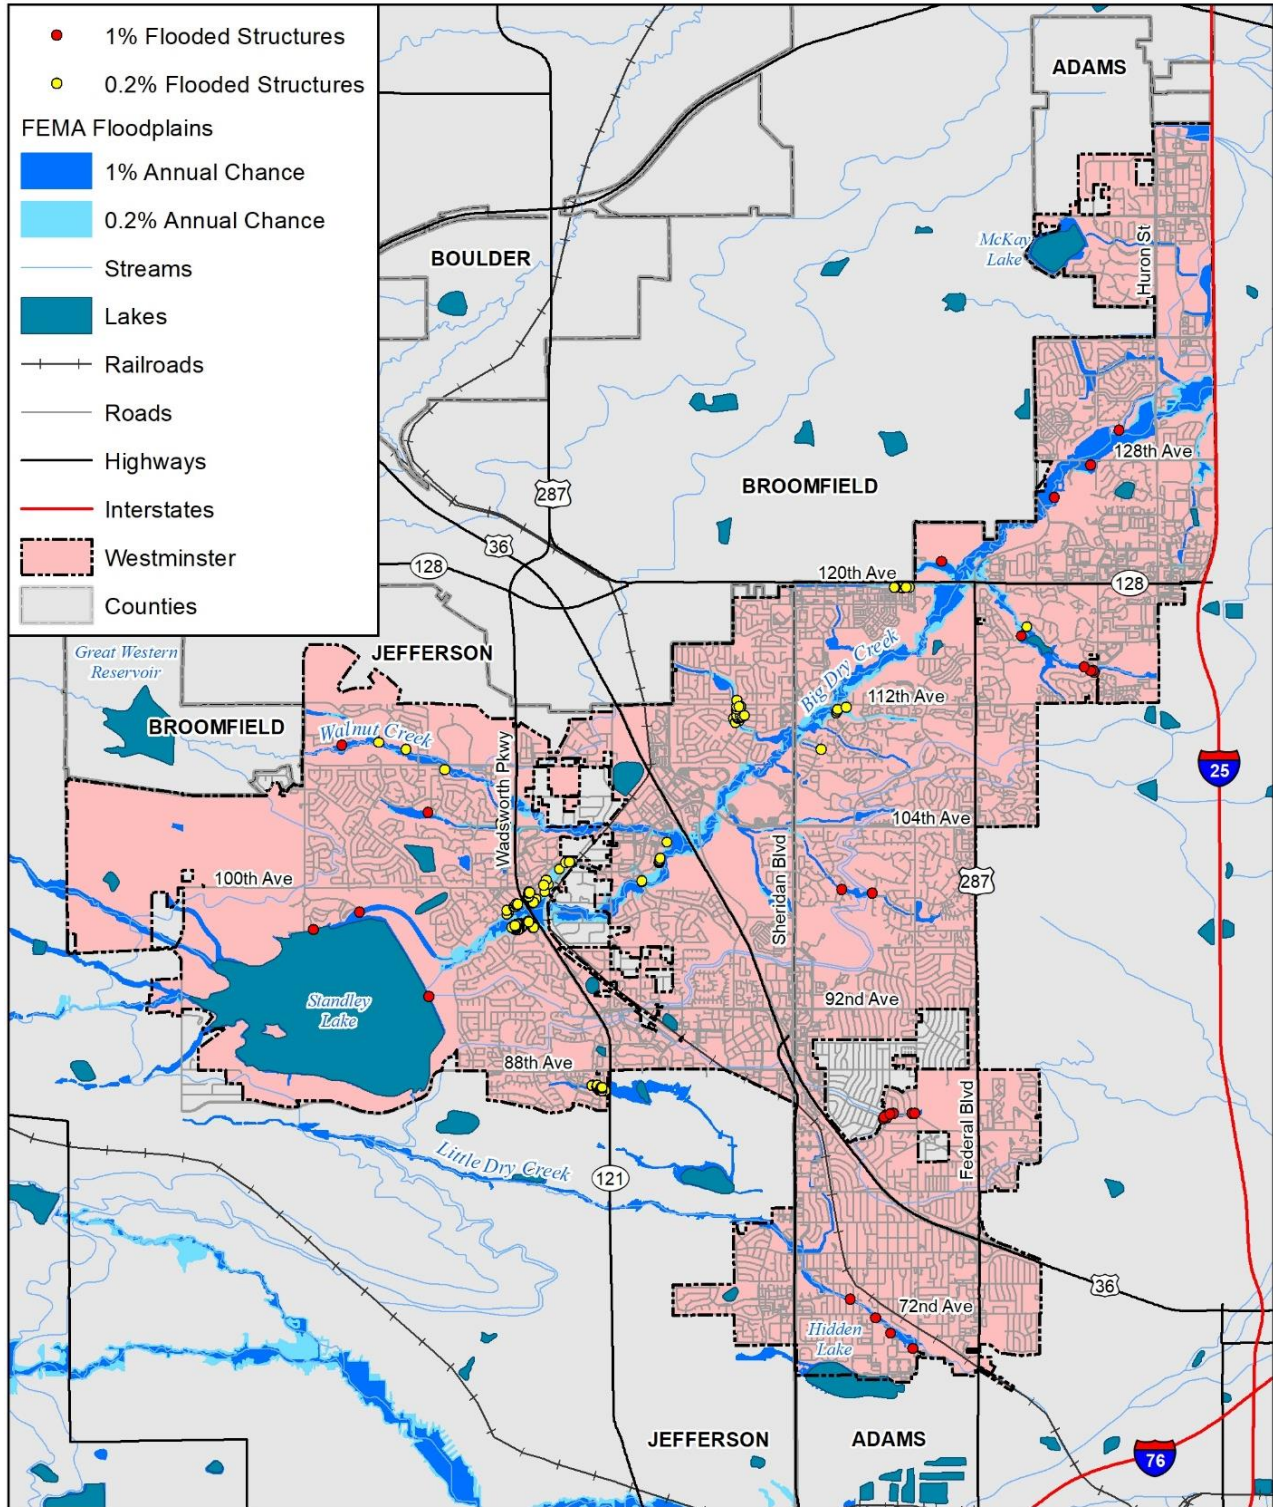 1% Flooded Structures
0.2% Flooded Structures
FEMA Floodplains
1% Annual Chance
0.2% Annual Chance
Streams
Lakes
Railroads
Roads
Highways
Interstates
Westminster
Counties
ADAMS
McKay
Lake
Huron St
BOULDER
128th Ave
BROOMFIELD
287
36
128
120th Ave
128
Great Western
Reservoir
JEFFERSON
BROOMFIELD
Walnut Creek
Wadsworth Pkwy
Big Dry Creek
112th Ave
25
104th Ave
Sheridan Blvd
100th Ave
287
Standley
Lake
92nd Ave
88th Ave
Federal Blvd
Little Dry Creek
121
36
72nd Ave
Hidden
Lake
JEFFERSON
ADAMS
76